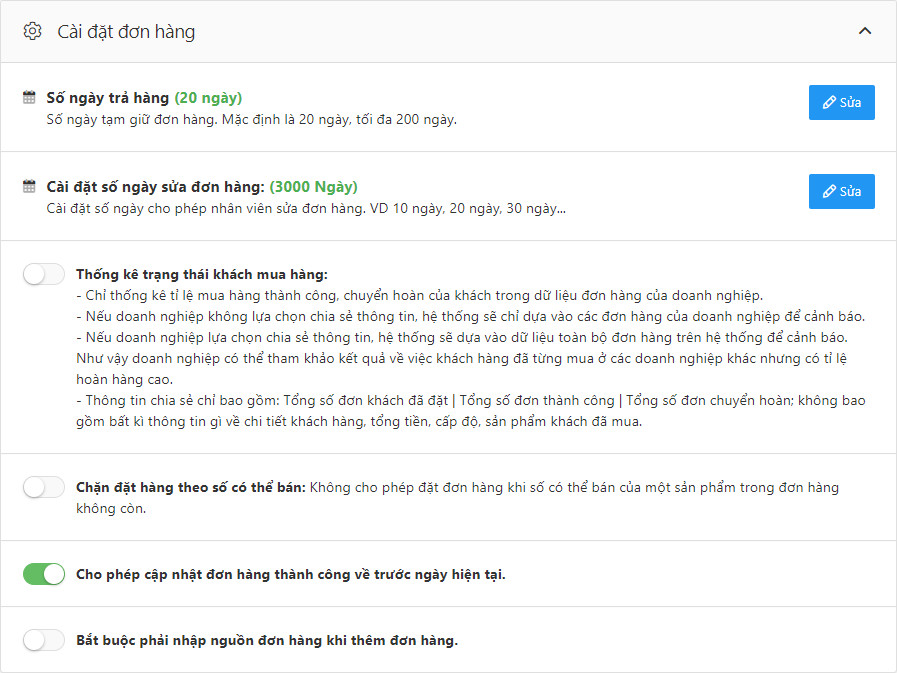 Cài đặt đơn hàng
Số ngày trả hàng (20 ngày)
Số ngày tạm giữ đơn hàng. Mặc định là 20 ngày, tối đa 200 ngày.
Sửa
Cài đặt số ngày sửa đơn hàng: (3000 Ngày)
Cài đặt số ngày cho phép nhân viên sửa đơn hàng. VD 10 ngày, 20 ngày, 30 ngày...
Sửa
Thống kê trạng thái khách mua hàng:
- Chỉ thống kê tỉ lệ mua hàng thành công, chuyển hoàn của khách trong dữ liệu đơn hàng của doanh nghiệp.
- Nếu doanh nghiệp không lựa chọn chia sẻ thông tin, hệ thống sẽ chỉ dựa vào các đơn hàng của doanh nghiệp để cảnh báo.
- Nếu doanh nghiệp lựa chọn chia sẻ thông tin, hệ thống sẽ dựa vào dữ liệu toàn bộ đơn hàng trên hệ thống để cảnh báo.
Như vậy doanh nghiệp có thể tham khảo kết quả về việc khách hàng đã từng mua ở các doanh nghiệp khác nhưng có tỉ lệ
hoàn hàng cao.
- Thông tin chia sẻ chỉ bao gồm: Tổng số đơn khách đã đặt | Tổng số đơn thành công | Tổng số đơn chuyển hoàn; không bao
gồm bất kì thông tin gì về chi tiết khách hàng, tổng tiền, cấp độ, sản phẩm khách đã mua.
Chặn đặt hàng theo số có thể bán: Không cho phép đặt đơn hàng khi số có thể bán của một sản phẩm trong đơn hàng
không còn.
Cho phép cập nhật đơn hàng thành công về trước ngày hiện tại.
Bắt buộc phải nhập nguồn đơn hàng khi thêm đơn hàng.